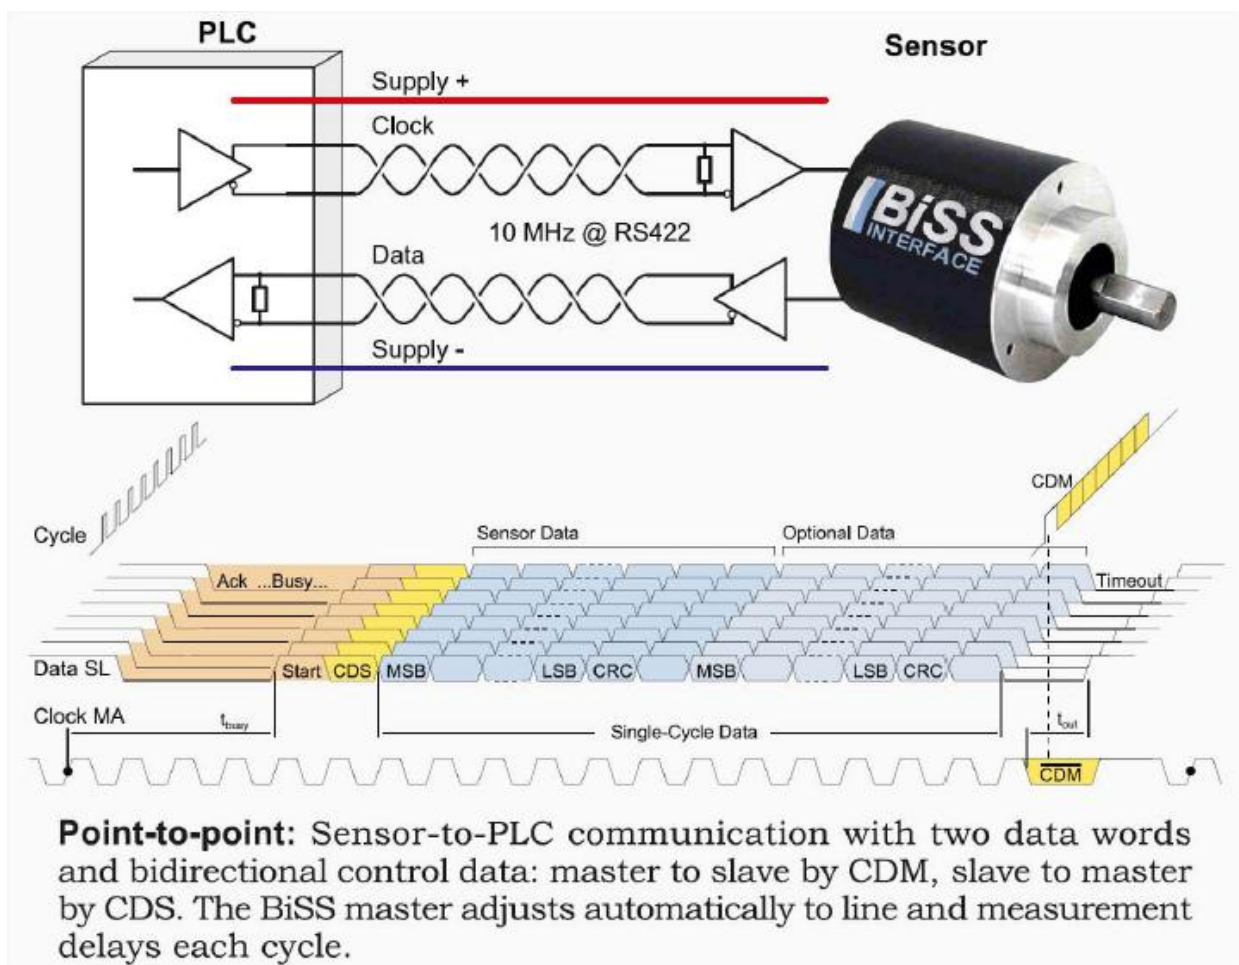 PLC
Sensor
Supply +
Clock
BiSS
INTERFACE
10 MHz @ RS422
Data
Supply -
CDM
Cycle
Sensor Data
Optional Data
Ack ...Busy...
Timeout
Data SL
Start
CDS
MSB
LSB
CRC
MSB
LSB
CRC
Clock MA
tbusy
Single-Cycle Data
tout
CDM
Point-to-point: Sensor-to-PLC communication with two data words
and bidirectional control data: master to slave by CDM, slave to master
by CDS. The BiSS master adjusts automatically to line and measurement
delays each cycle.